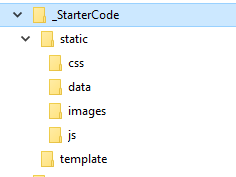 _StarterCode
static
css
data
images
js
template